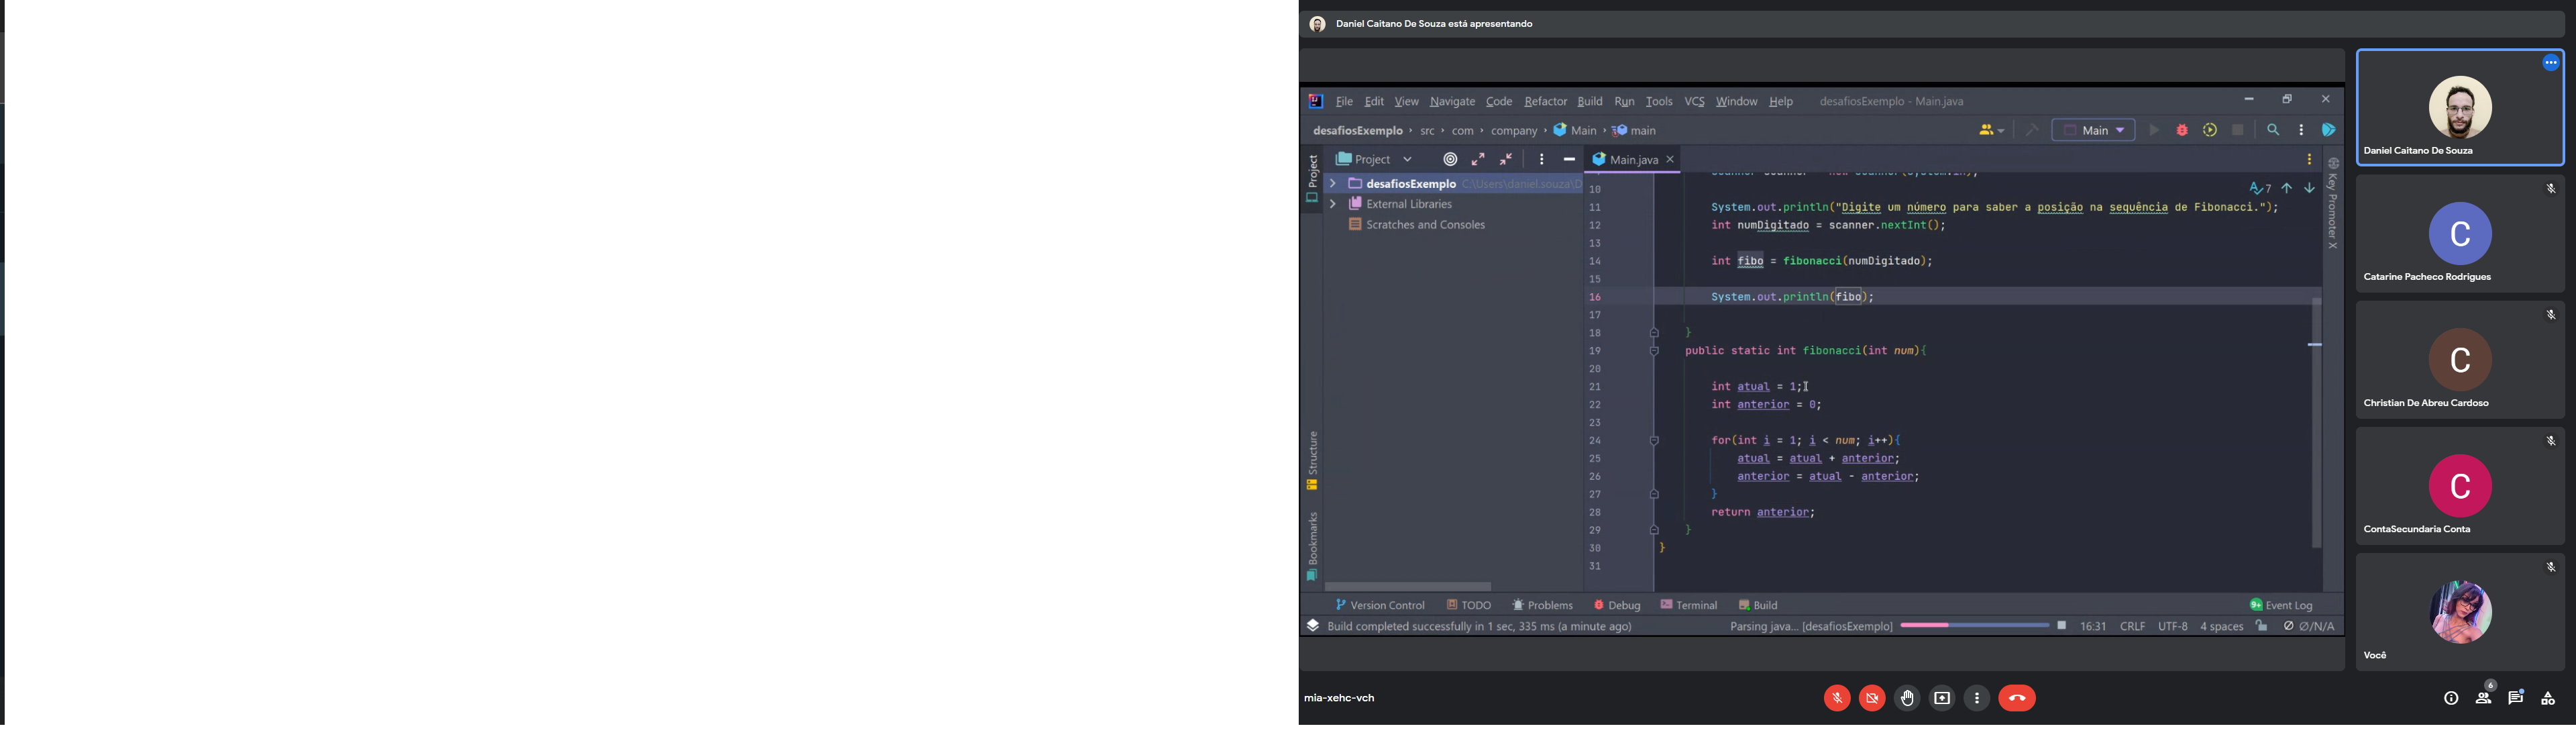 Daniel Caitano De Souza está apresentando
File Edit View Navigate Code Refactor Build Run Tools VCS Window Help desafiosExemplo - Main.java
desafiosExemplo src com company Main main
Main
Project
Project
Main.java
desafiosExemplo C:\Users\daniel.souza\D
External Libraries
Scratches and Consoles
Structure
Bookmarks
Key Promoter X
7
10
11 System.out.println("Digite um número para saber a posição na sequência de Fibonacci.");
12 int numDigitado = scanner.nextInt();
13
14 int fibo = fibonacci(numDigitado);
15
16 System.out.println(fibo);
17
18 }
19 public static int fibonacci(int num){
20
21 int atual = 1;
22 int anterior = 0;
23
24 for(int i = 1; i < num; i++){
25 atual = atual + anterior;
26 anterior = atual - anterior;
27 }
28 return anterior;
29 }
30 }
31
Version Control TODO Problems Debug Terminal Build
9+ Event Log
Build completed successfully in 1 sec, 335 ms (a minute ago)
Parsing java... [desafiosExemplo]
16:31 CRLF UTF-8 4 spaces Ø/N/A
Daniel Caitano De Souza
C
Catarine Pacheco Rodrigues
C
Christian De Abreu Cardoso
C
ContaSecundaria Conta
Você
mia-xehc-vch
6